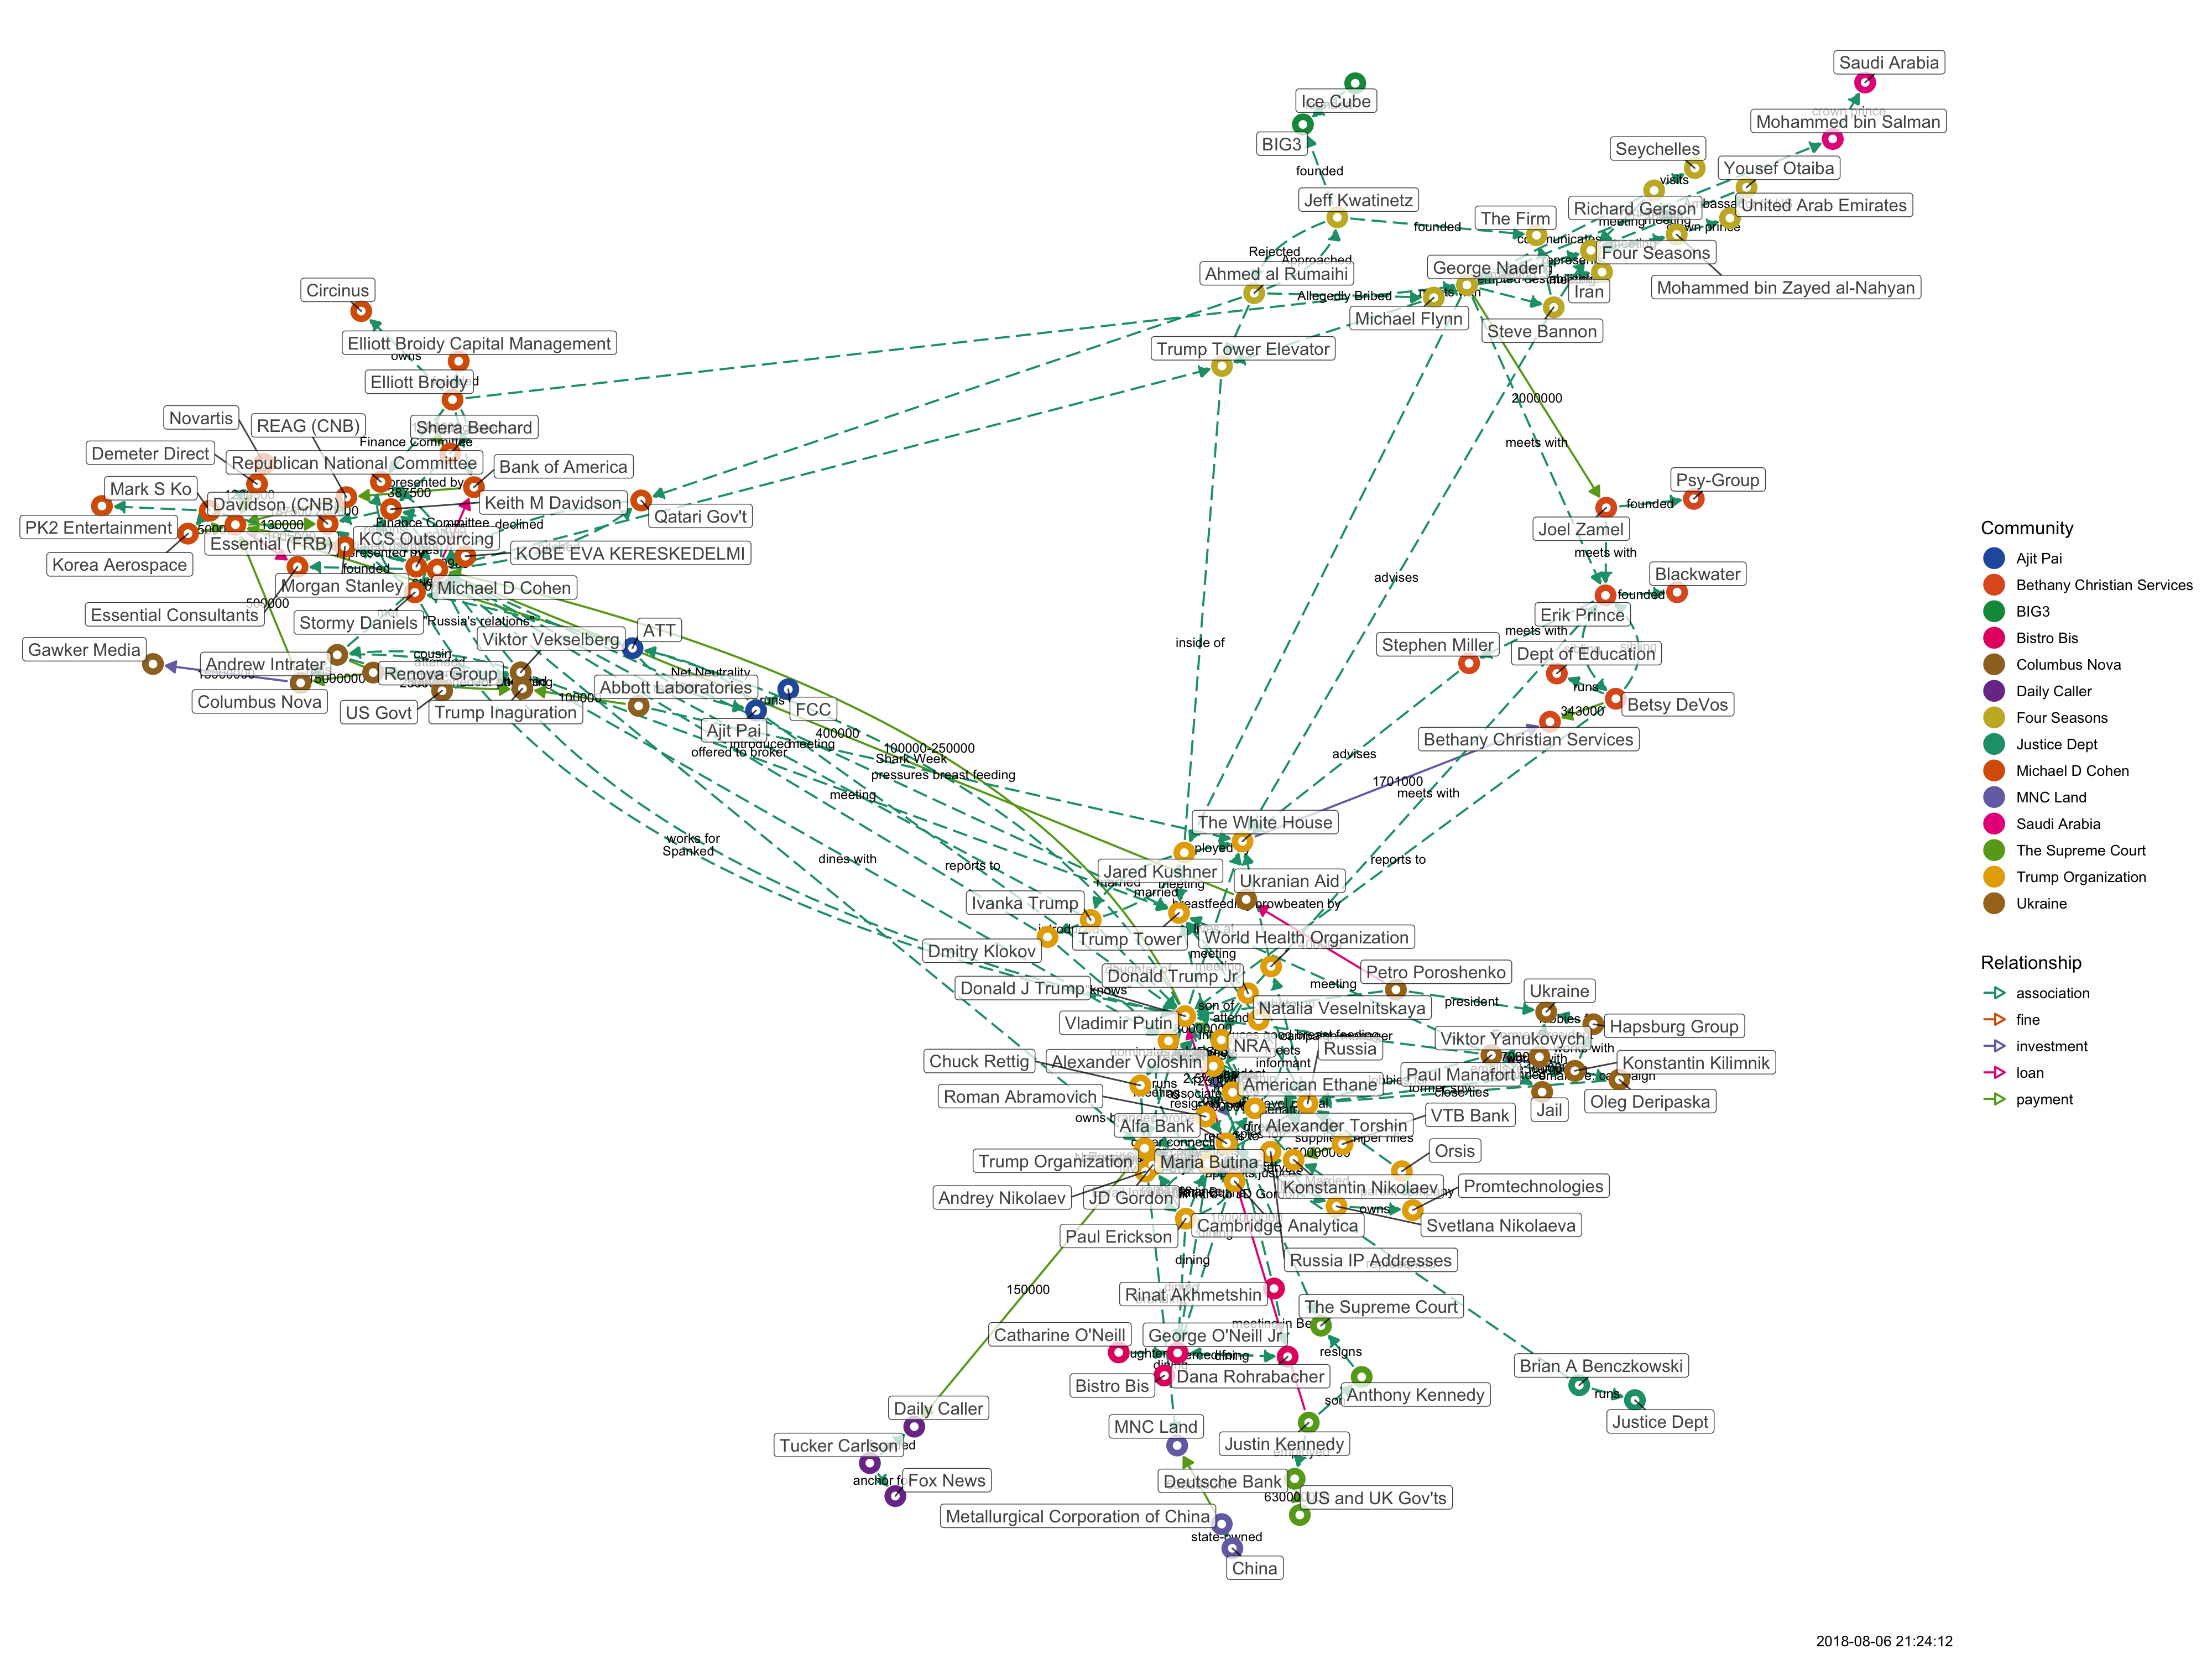 Saudi Arabia
Ice Cube
crown prince
Mohammed bin Salman
BIG3
Seychelles
founded
visits
Yousef Otaiba
Jeff Kwatinetz
Richard Gerson
United Arab Emirates
The Firm
founded
meeting
Rejected
Approached
Four Seasons
Ahmed al Rumaihi
George Nader
Mohammed bin Zayed al-Nahyan
Circinus
Allegedly Bribed
Iran
Michael Flynn
Steve Bannon
Elliott Broidy Capital Management
Trump Tower Elevator
owns
Elliott Broidy
2000000
Novartis
REAG (CNB)
Shera Bechard
Finance Committee
meets with
Demeter Direct
Republican National Committee
Bank of America
Psy-Group
Mark S Ko
387500
founded
Davidson (CNB)
Keith M Davidson
Qatari Gov't
PK2 Entertainment
130000
Finance Committee
declined
Joel Zamel
Essential (FRB)
KCS Outsourcing
KOBE EVA KERESKEDELMI
meets with
Korea Aerospace
founded
Blackwater
advises
Morgan Stanley
Michael D Cohen
founded
Essential Consultants
Erik Prince
Stormy Daniels
"Russia's relations"
ATT
meets with
inside of
Viktor Vekselberg
Stephen Miller
Gawker Media
cousin
Dept of Education
Andrew Intrater
Renova Group
Net Neutrality
Abbott Laboratories
runs
runs
Columbus Nova
US Govt
Trump Inaguration
100000
FCC
343000
Betsy DeVos
Ajit Pai
400000
Bethany Christian Services
introduced
meeting
offered to broker
100000-250000
Shark Week
advises
pressures breast feeding
1701000
meets with
meeting
The White House
works for
Spanked
dines with
reports to
reports to
Jared Kushner
Ukranian Aid
married
meeting
Ivanka Trump
browbeaten by
Trump Tower
World Health Organization
Dmitry Klokov
meeting
Donald Trump Jr
Petro Poroshenko
Donald J Trump
"knows"
meeting
Ukraine
son of
president
Natalia Veselnitskaya
Vladimir Putin
attend
Hapsburg Group
Viktor Yanukovych
NRA
Russia
Chuck Rettig
Alexander Voloshin
informant
Konstantin Kilimnik
Paul Manafort
runs
American Ethane
former spy
close ties
Roman Abramovich
Oleg Deripaska
Jail
owns
Alfa Bank
Alexander Torshin
VTB Bank
Orsis
Trump Organization
Maria Butina
Andrey Nikolaev
JD Gordon
Konstantin Nikolaev
Promtechnologies
owns
Paul Erickson
Cambridge Analytica
Svetlana Nikolaeva
dining
Russia IP Addresses
150000
Rinat Akhmetshin
The Supreme Court
Catharine O'Neill
George O'Neill Jr
resigns
dining
Bistro Bis
Dana Rohrabacher
Brian A Benczkowski
Anthony Kennedy
runs
Daily Caller
Justice Dept
MNC Land
Tucker Carlson
Justin Kennedy
employed
anchor for
Fox News
Deutsche Bank
US and UK Gov'ts
Metallurgical Corporation of China
state-owned
China
Community
Ajit Pai
Bethany Christian Services
BIG3
Bistro Bis
Columbus Nova
Daily Caller
Four Seasons
Justice Dept
Michael D Cohen
MNC Land
Saudi Arabia
The Supreme Court
Trump Organization
Ukraine
Relationship
association
fine
investment
loan
payment
2018-08-06 21:24:12